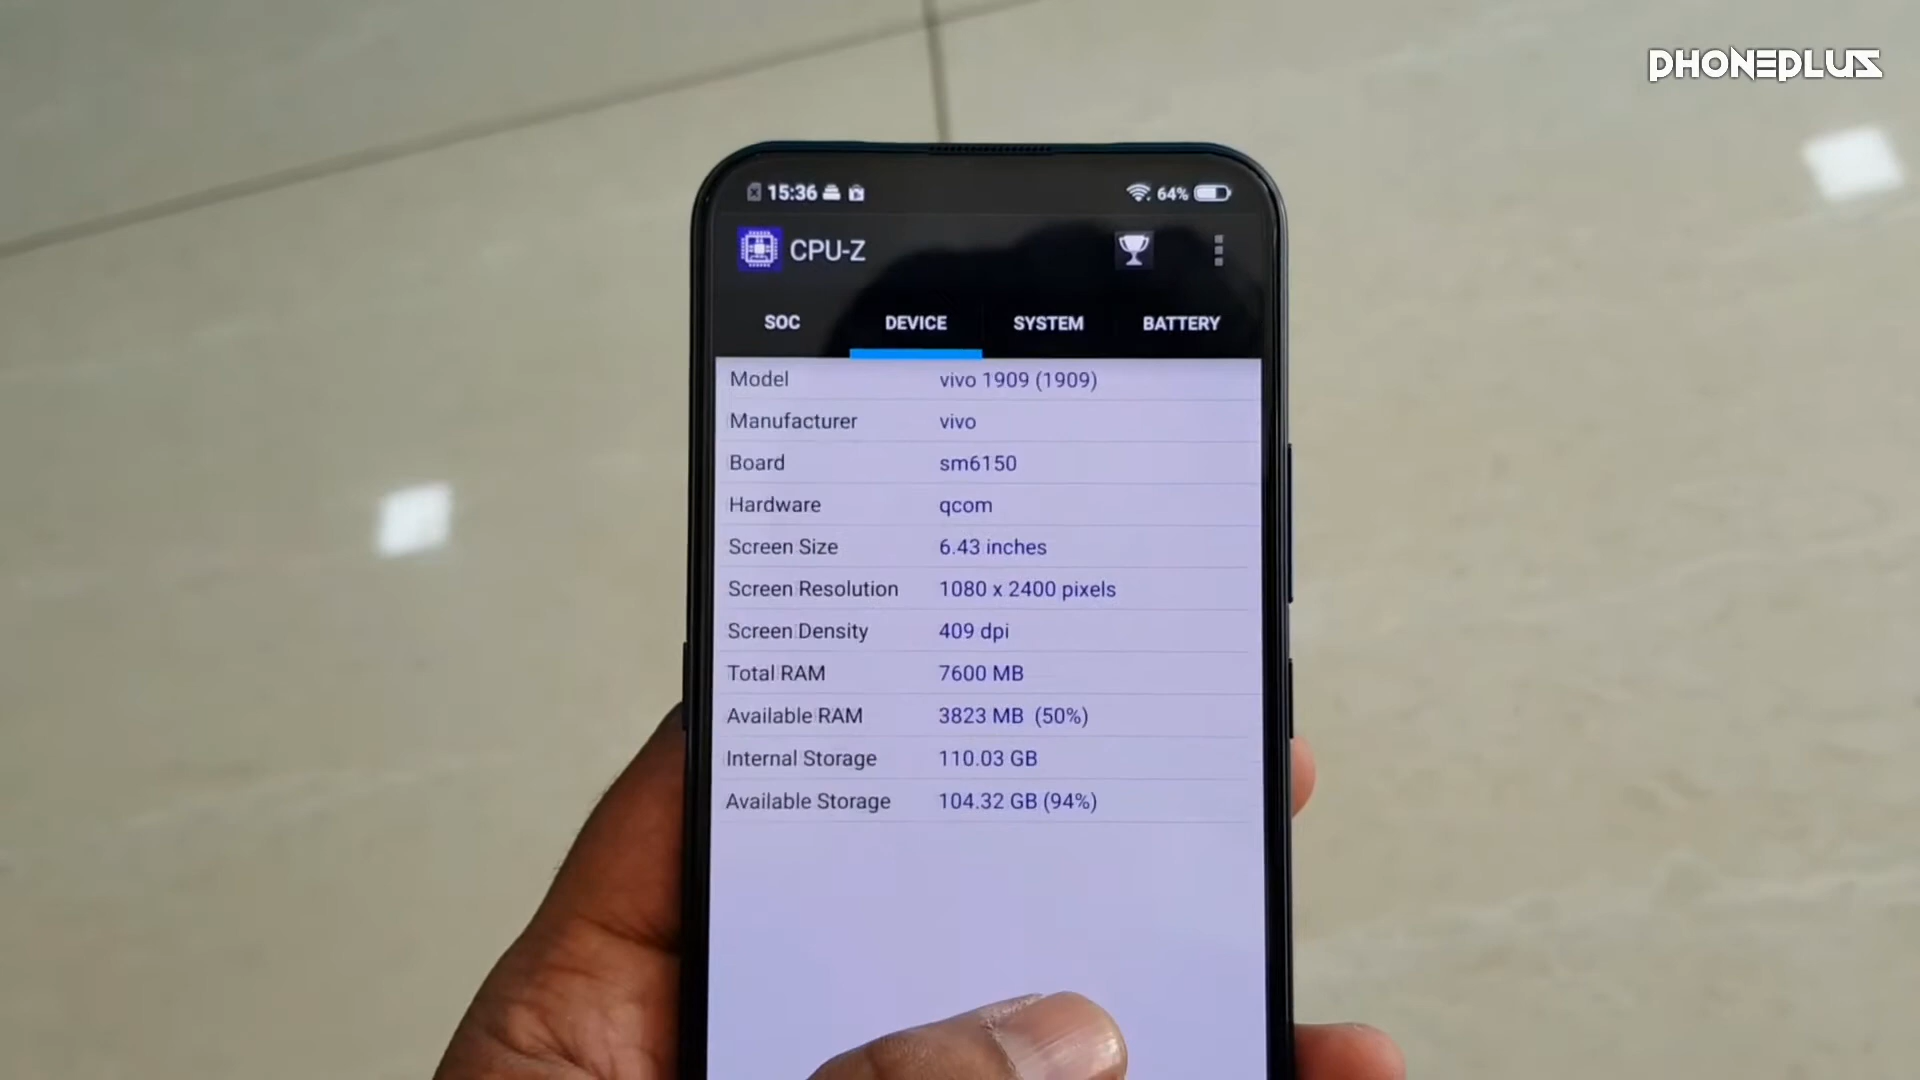 PHONEPLUS
15:36
64%
CPU-Z
SOC DEVICE SYSTEM BATTERY
Model vivo 1909 (1909)
Manufacturer vivo
Board sm6150
Hardware qcom
Screen Size 6.43 inches
Screen Resolution 1080 x 2400 pixels
Screen Density 409 dpi
Total RAM 7600 MB
Available RAM 3823 MB (50%)
Internal Storage 110.03 GB
Available Storage 104.32 GB (94%)